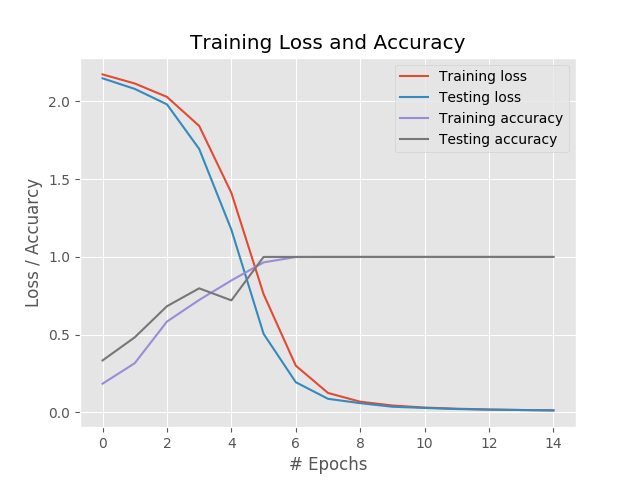 Training Loss and Accuracy
Training loss
Testing loss
Training accuracy
Testing accuracy
Loss / Accuarcy
2.0
1.5
1.0
0.5
0.0
0 2 4 6 8 10 12 14
# Epochs